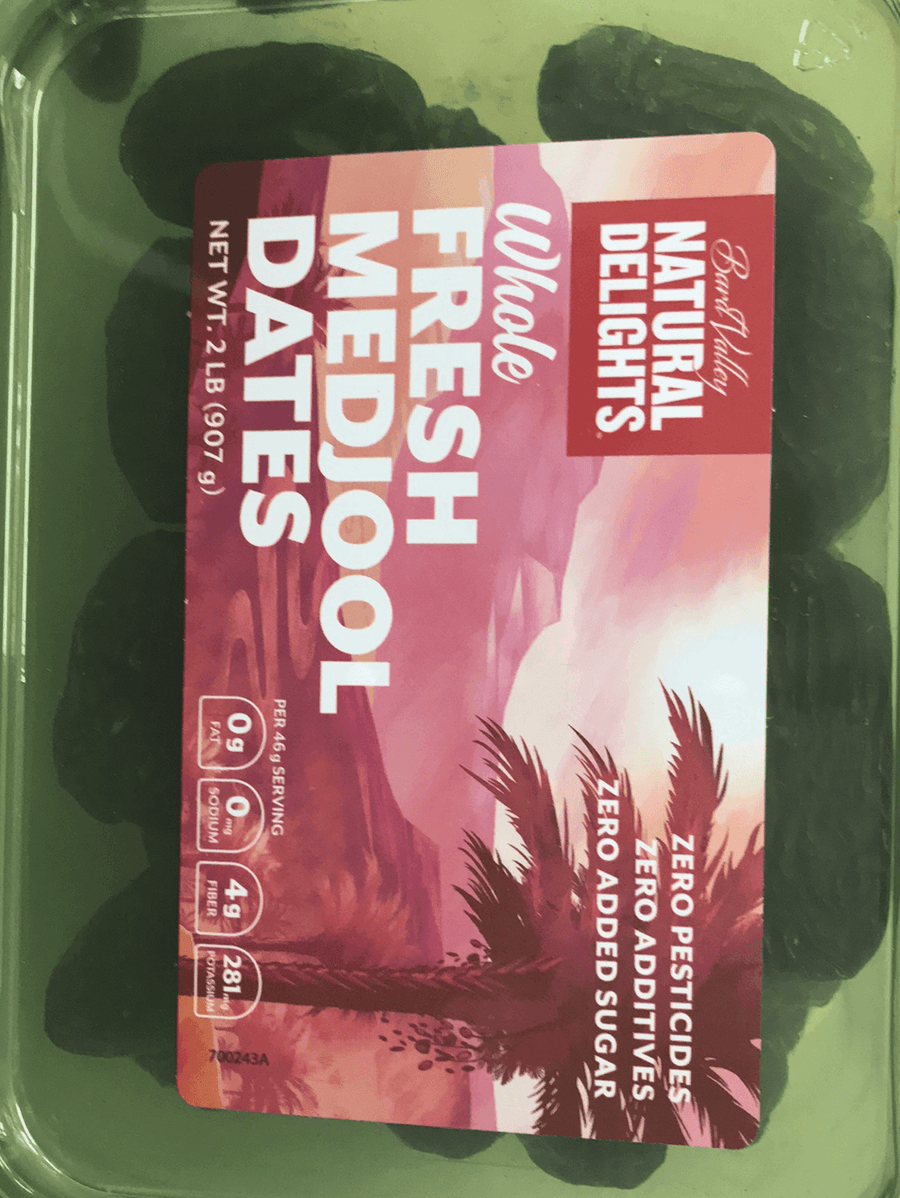 Bard Valley
NATURAL
DELIGHTS®
Whole
FRESH
MEDJOOL
DATES
NET WT. 2 LB (907 g)
ZERO PESTICIDES
ZERO ADDITIVES
ZERO ADDED SUGAR
PER 46g SERVING
0g
FAT
0mg
SODIUM
4g
FIBER
281mg
POTASSIUM
700243A